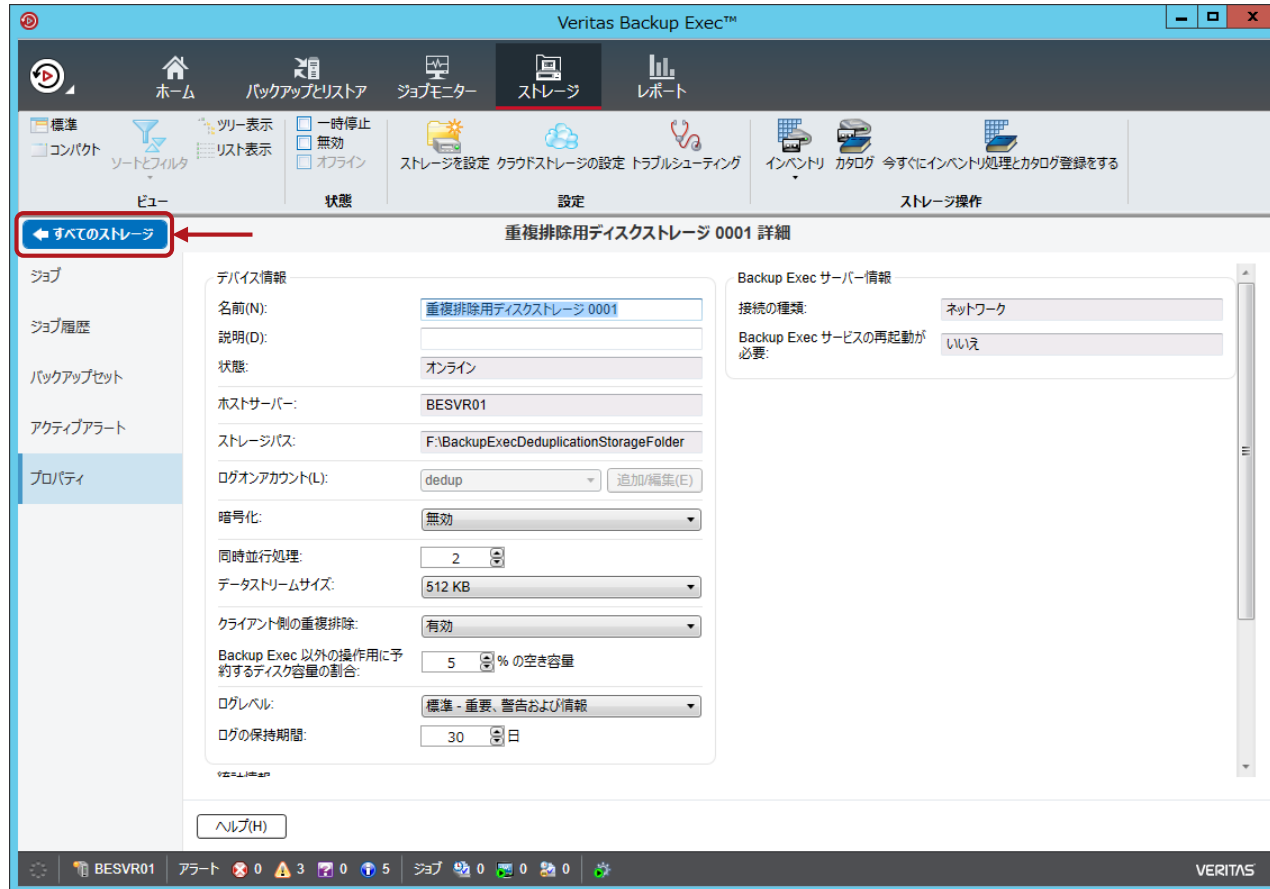 Veritas Backup Exec™
ホーム
バックアップとリストア
ジョブモニター
ストレージ
レポート
標準
コンパクト
ソートとフィルタ
ツリー表示
リスト表示
ビュー
一時停止
無効
オフライン
状態
ストレージを設定
クラウドストレージの設定
トラブルシューティング
設定
インベントリ
カタログ
今すぐにインベントリ処理とカタログ登録をする
ストレージ操作
すべてのストレージ
重複排除用ディスクストレージ 0001 詳細
ジョブ
ジョブ履歴
バックアップセット
アクティブアラート
プロパティ
デバイス情報
名前(N): 重複排除用ディスクストレージ 0001
説明(D):
状態: オンライン
ホストサーバー: BESVR01
ストレージパス: F:\BackupExecDeduplicationStorageFolder
ログオンアカウント(L): dedup 追加/編集(E)
暗号化: 無効
同時並行処理: 2
データストリームサイズ: 512 KB
クライアント側の重複排除: 有効
Backup Exec 以外の操作用に予
約するディスク容量の割合: 5 % の空き容量
ログレベル: 標準 - 重要、警告および情報
ログの保持期間: 30 日
統計情報
Backup Exec サーバー情報
接続の種類: ネットワーク
Backup Exec サービスの再起動が
必要: いいえ
ヘルプ(H)
BESVR01 アラート 0 3 0 5 ジョブ 0 0 0
VERITAS